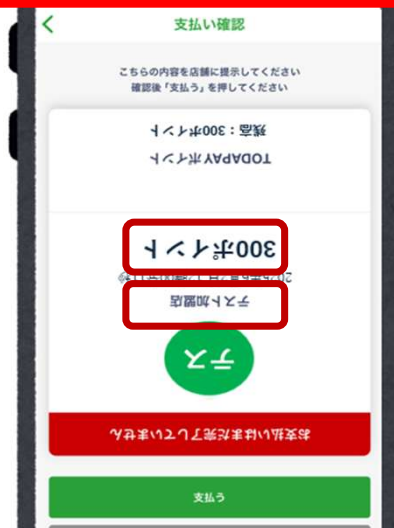 支払い確認
こちらの内容を店舗に提示してください
確認後「支払う」を押してください
お支払いはまだ完了していません
テス
テスト加盟店
300ポイント
TODAPAYポイント
残高：300ポイント
支払う